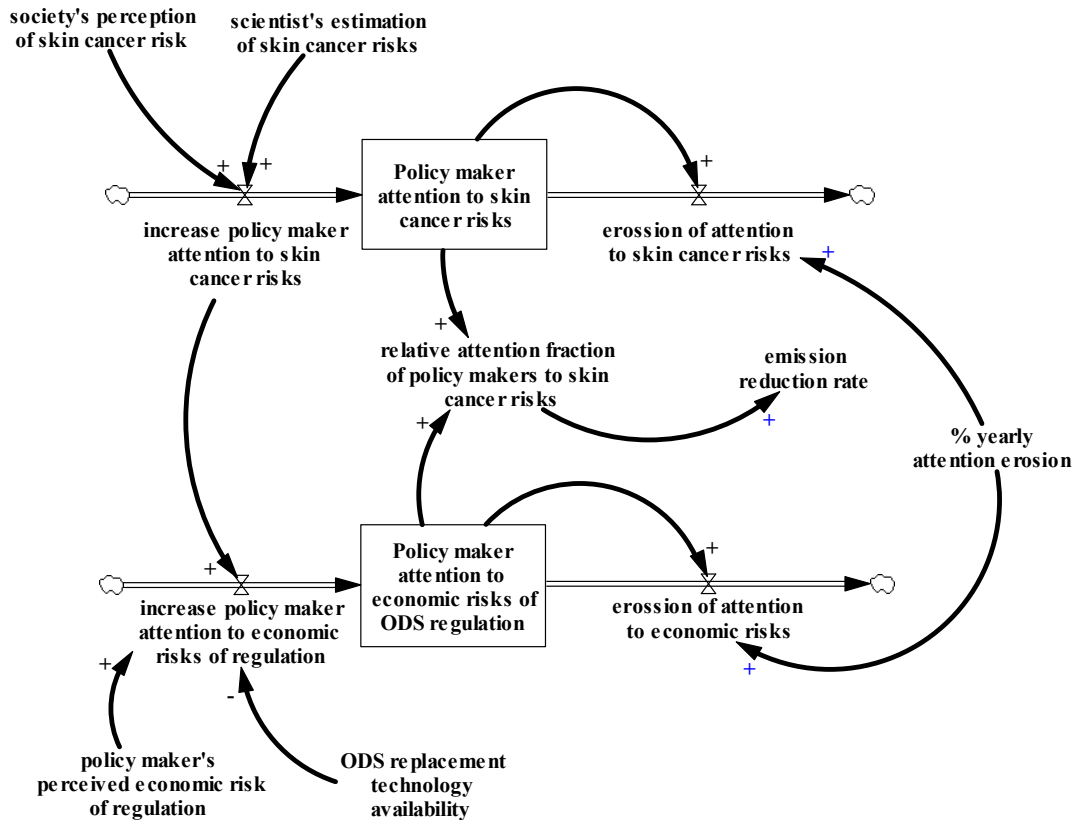 society's perception
of skin cancer risk
scientist's estimation
of skin cancer risks
+
+
+
Policy maker
attention to skin
cancer risks
increase policy maker
attention to skin
cancer risks
erossion of attention
to skin cancer risks
+
+
relative attention fraction
of policy makers to skin
cancer risks
emission
reduction rate
+
+
% yearly
attention erosion
+
+
Policy maker
attention to
economic risks of
ODS regulation
increase policy maker
attention to economic
risks of regulation
erossion of attention
to economic risks
+
+
-
policy maker's
perceived economic risk
of regulation
ODS replacement
technology
availability